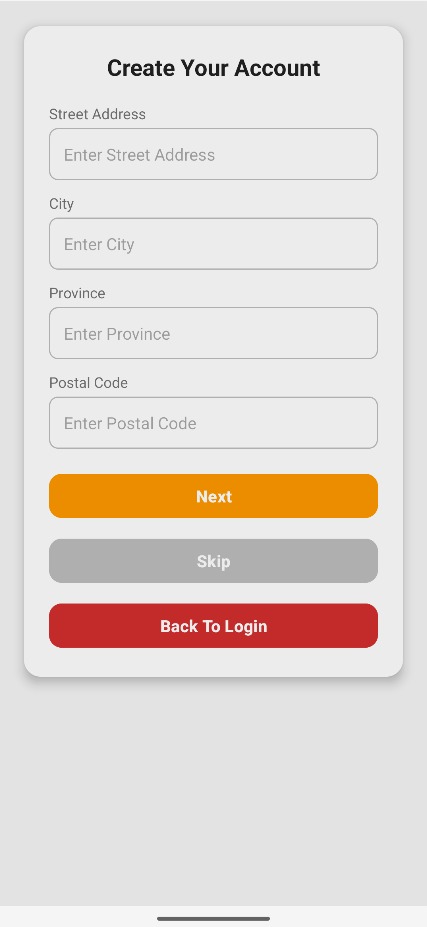 Create Your Account
Street Address
Enter Street Address
City
Enter City
Province
Enter Province
Postal Code
Enter Postal Code
Next
Skip
Back To Login